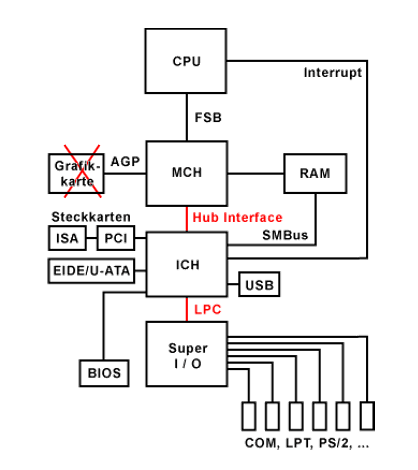 CPU
Interrupt
FSB
Grafik-
karte
AGP
MCH
RAM
Steckkarten
Hub Interface
ISA
PCI
SMBus
ICH
EIDE/U-ATA
USB
LPC
BIOS
Super
I / O
COM, LPT, PS/2, ...